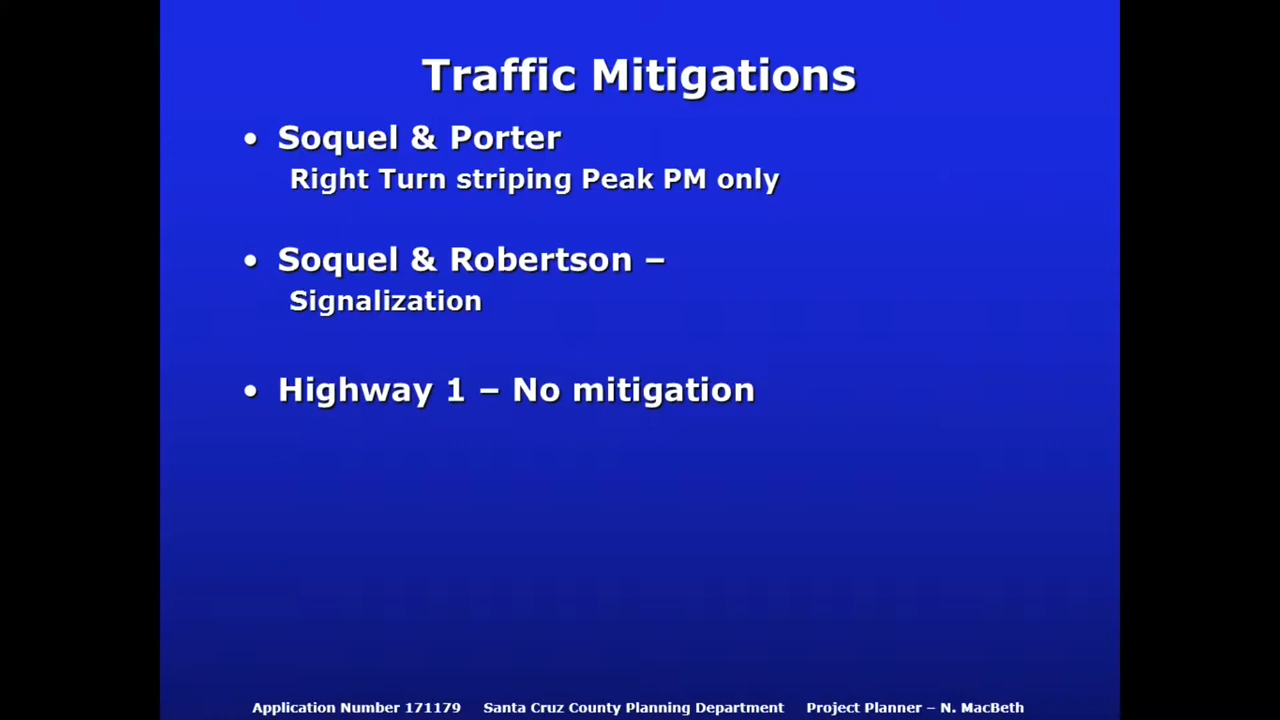 Traffic Mitigations
• Soquel & Porter
Right Turn striping Peak PM only
• Soquel & Robertson –
Signalization
• Highway 1 – No mitigation
Application Number 171179 Santa Cruz County Planning Department Project Planner – N. MacBeth